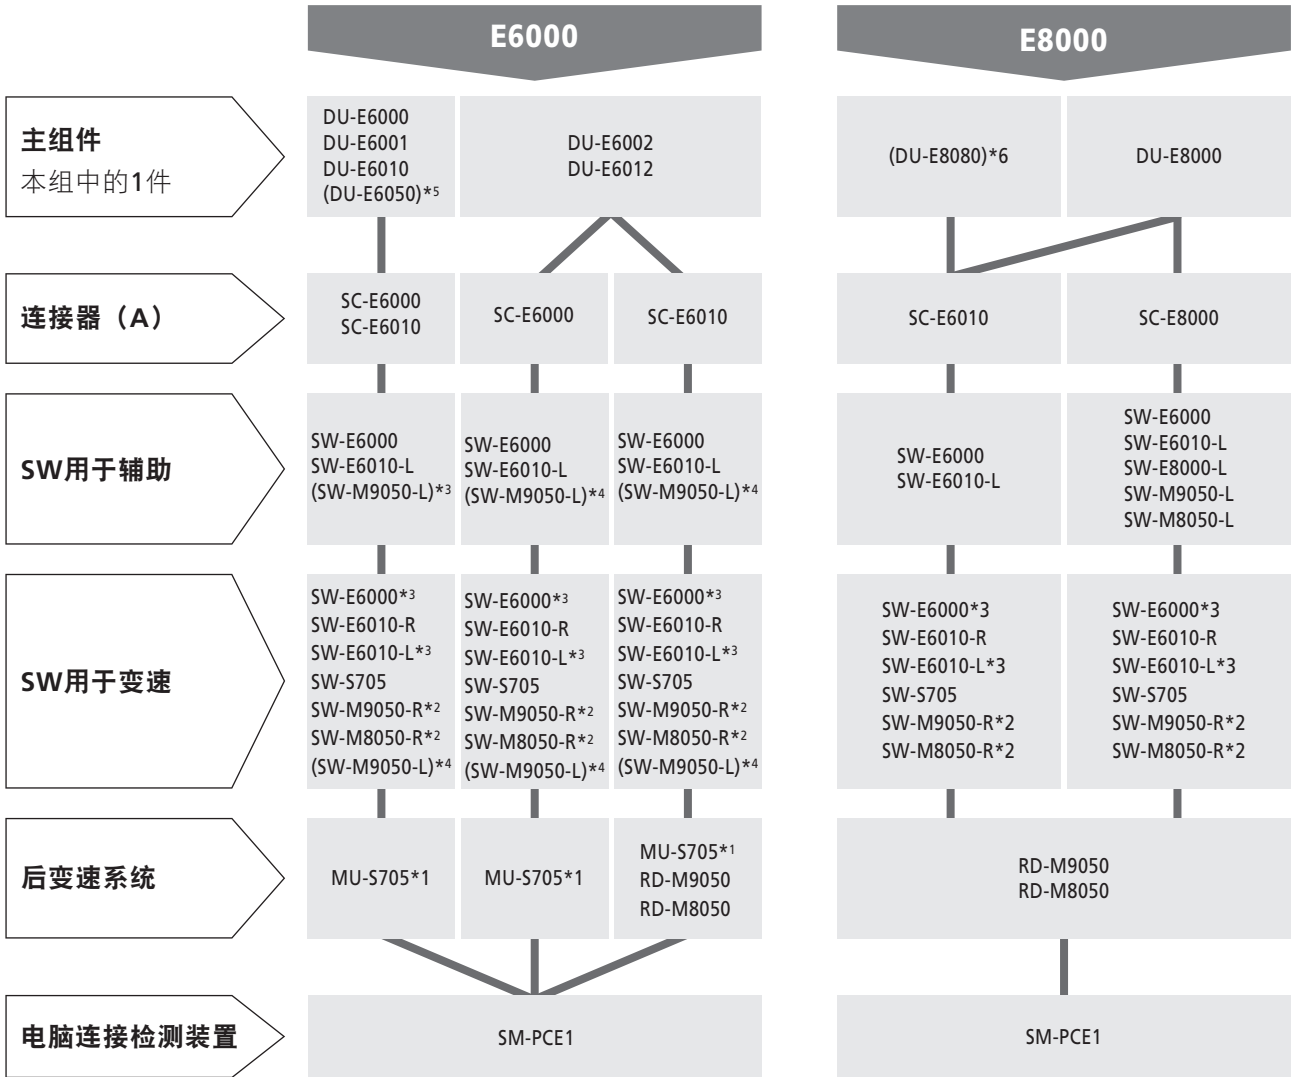 E6000
E8000
主组件
本组中的1件
DU-E6000
DU-E6001
DU-E6010
(DU-E6050)*5
DU-E6002
DU-E6012
(DU-E8080)*6
DU-E8000
连接器（A）
SC-E6000
SC-E6010
SC-E6000
SC-E6010
SC-E6010
SC-E8000
SW用于辅助
SW-E6000
SW-E6010-L
(SW-M9050-L)*3
SW-E6000
SW-E6010-L
(SW-M9050-L)*4
SW-E6000
SW-E6010-L
(SW-M9050-L)*4
SW-E6000
SW-E6010-L
SW-E6000
SW-E6010-L
SW-E8000-L
SW-M9050-L
SW-M8050-L
SW用于变速
SW-E6000*3
SW-E6010-R
SW-E6010-L*3
SW-S705
SW-M9050-R*2
SW-M8050-R*2
(SW-M9050-L)*4
SW-E6000*3
SW-E6010-R
SW-E6010-L*3
SW-S705
SW-M9050-R*2
SW-M8050-R*2
(SW-M9050-L)*4
SW-E6000*3
SW-E6010-R
SW-E6010-L*3
SW-S705
SW-M9050-R*2
SW-M8050-R*2
(SW-M9050-L)*4
SW-E6000*3
SW-E6010-R
SW-E6010-L*3
SW-S705
SW-M9050-R*2
SW-M8050-R*2
SW-E6000*3
SW-E6010-R
SW-E6010-L*3
SW-S705
SW-M9050-R*2
SW-M8050-R*2
后变速系统
MU-S705*1
MU-S705*1
MU-S705*1
RD-M9050
RD-M8050
RD-M9050
RD-M8050
电脑连接检测装置
SM-PCE1
SM-PCE1